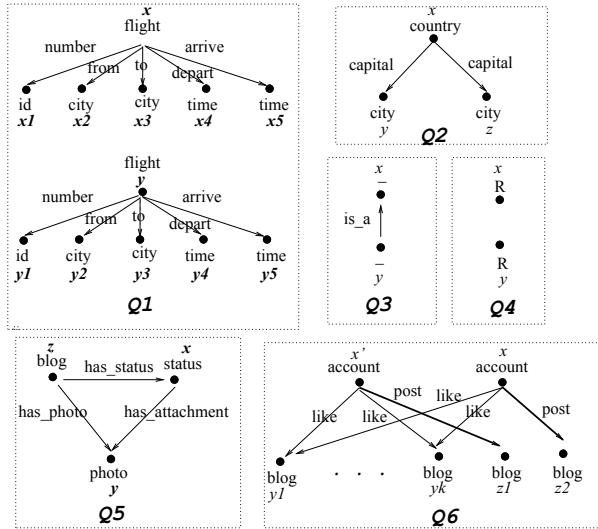 x
flight
number
arrive
from
to
depart
id
city
city
time
time
x1
x2
x3
x4
x5
flight
y
number
arrive
from
to
depart
id
city
city
time
time
y1
y2
y3
y4
y5
Q1
x
country
capital
capital
city
city
y
z
Q2
x
_
is_a
_
y
Q3
x
R
R
y
Q4
z
blog
x
status
has_status
has_photo
has_attachment
photo
y
Q5
x'
account
x
account
post
like
like
like
like
post
blog
. . .
blog
blog
blog
y1
yk
z1
z2
Q6